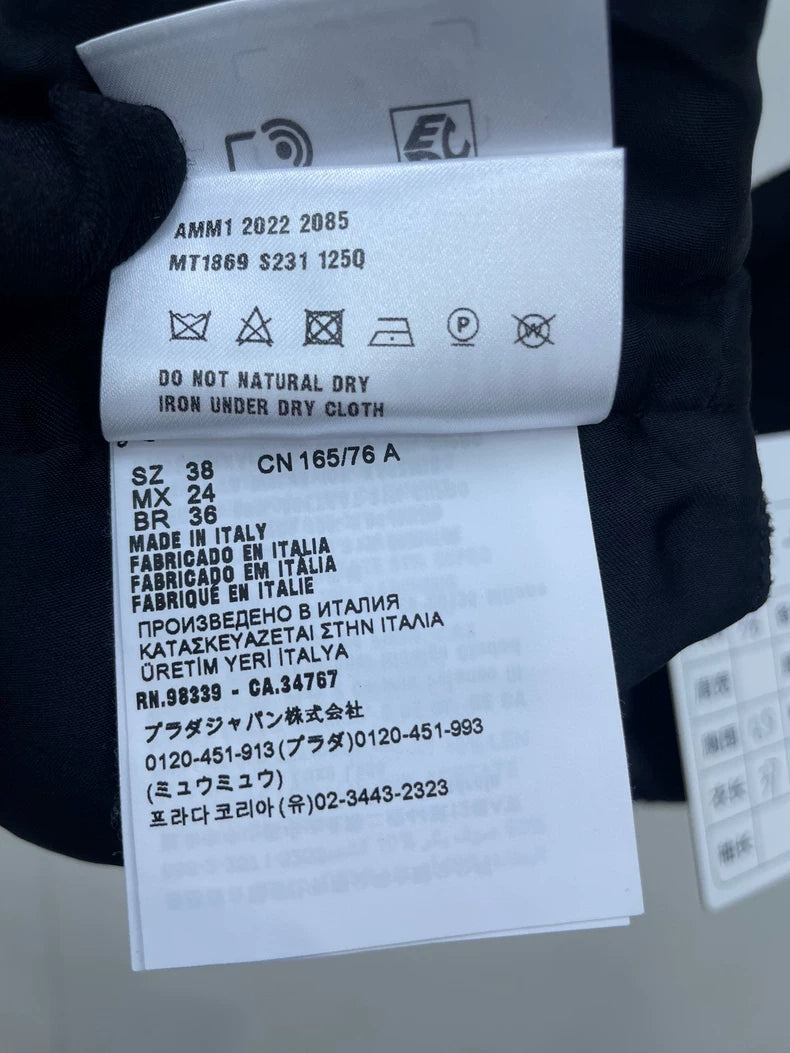 AMM1 2022 2085
MT1869 S231 125Q
P
W
DO NOT NATURAL DRY
IRON UNDER DRY CLOTH
SZ 38 CN 165/76 A
MX 24
BR 36
MADE IN ITALY
FABRICADO EN ITALIA
FABRICADO EM ITÁLIA
FABRIQUÉ EN ITALIE
ПРОИЗВЕДЕНО В ИТАЛИЯ
ΚΑΤΑΣΚΕΥΑΖΕΤΑΙ ΣΤΗΝ ΙΤΑΛΙΑ
ÜRETİM YERİ İTALYA
RN.98339 - CA.34767
プラダジャパン株式会社
0120-451-913(プラダ)0120-451-993
(ミュウミュウ)
프라다코리아(유)02-3443-2323